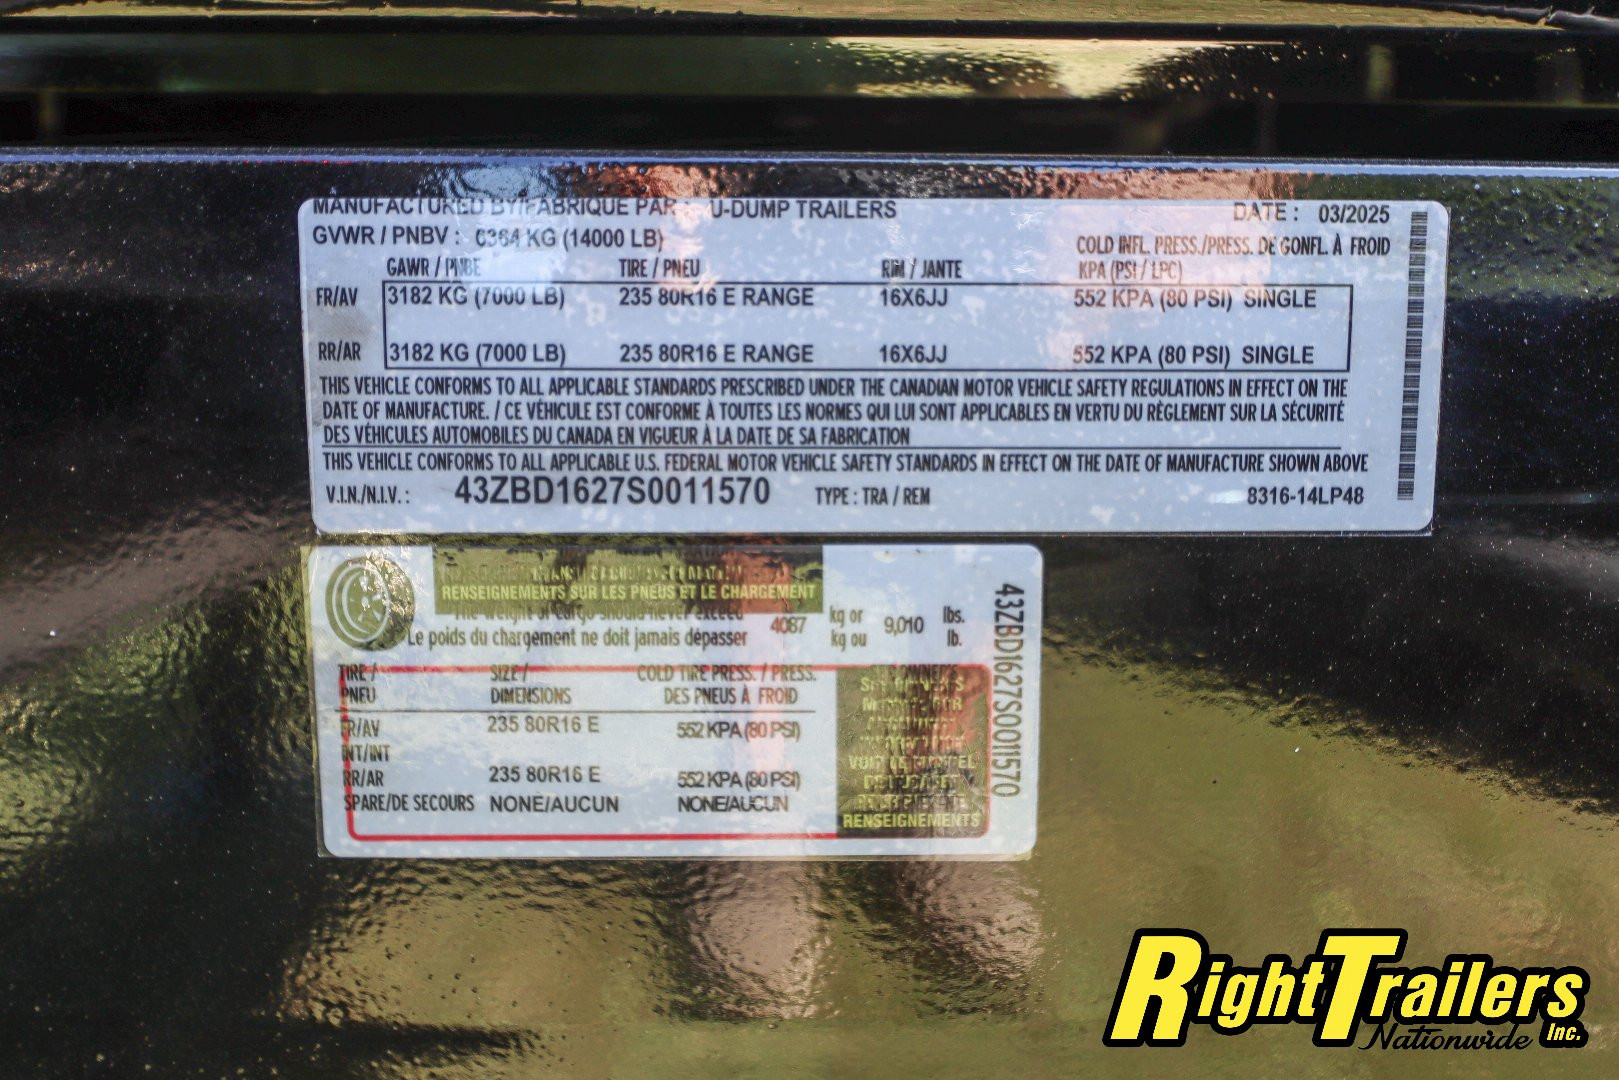 MANUFACTURED BY/FABRIQUE PAR : U-DUMP TRAILERS DATE : 03/2025
GVWR / PNBV : 6364 KG (14000 LB)
COLD INFL. PRESS./PRESS. DE GONFL. À FROID
GAWR / PNBE TIRE / PNEU RIM / JANTE KPA (PSI / LPC)
FR/AV 3182 KG (7000 LB) 235 80R16 E RANGE 16X6JJ 552 KPA (80 PSI) SINGLE
RR/AR 3182 KG (7000 LB) 235 80R16 E RANGE 16X6JJ 552 KPA (80 PSI) SINGLE
THIS VEHICLE CONFORMS TO ALL APPLICABLE STANDARDS PRESCRIBED UNDER THE CANADIAN MOTOR VEHICLE SAFETY REGULATIONS IN EFFECT ON THE
DATE OF MANUFACTURE. / CE VÉHICULE EST CONFORME À TOUTES LES NORMES QUI LUI SONT APPLICABLES EN VERTU DU RÈGLEMENT SUR LA SÉCURITÉ
DES VÉHICULES AUTOMOBILES DU CANADA EN VIGUEUR À LA DATE DE SA FABRICATION
THIS VEHICLE CONFORMS TO ALL APPLICABLE U.S. FEDERAL MOTOR VEHICLE SAFETY STANDARDS IN EFFECT ON THE DATE OF MANUFACTURE SHOWN ABOVE
V.I.N./N.I.V. : 43ZBD1627S0011570 TYPE : TRA / REM 8316-14LP48
RENSEIGNEMENTS SUR LES PNEUS ET LE CHARGEMENT
The weight of cargo should never exceed
Le poids du chargement ne doit jamais dépasser
4087 kg or 9,010 lbs.
kg ou lb.
TIRE / SIZE / COLD TIRE PRESS. / PRESS.
PNEU DIMENSIONS DES PNEUS À FROID
FR/AV 235 80R16 E 552 KPA (80 PSI)
INT/INT
RR/AR 235 80R16 E 552 KPA (80 PSI)
SPARE/DE SECOURS NONE/AUCUN NONE/AUCUN
RENSEIGNEMENTS
43ZBD1627S0011570
RightTrailers
Nationwide Inc.